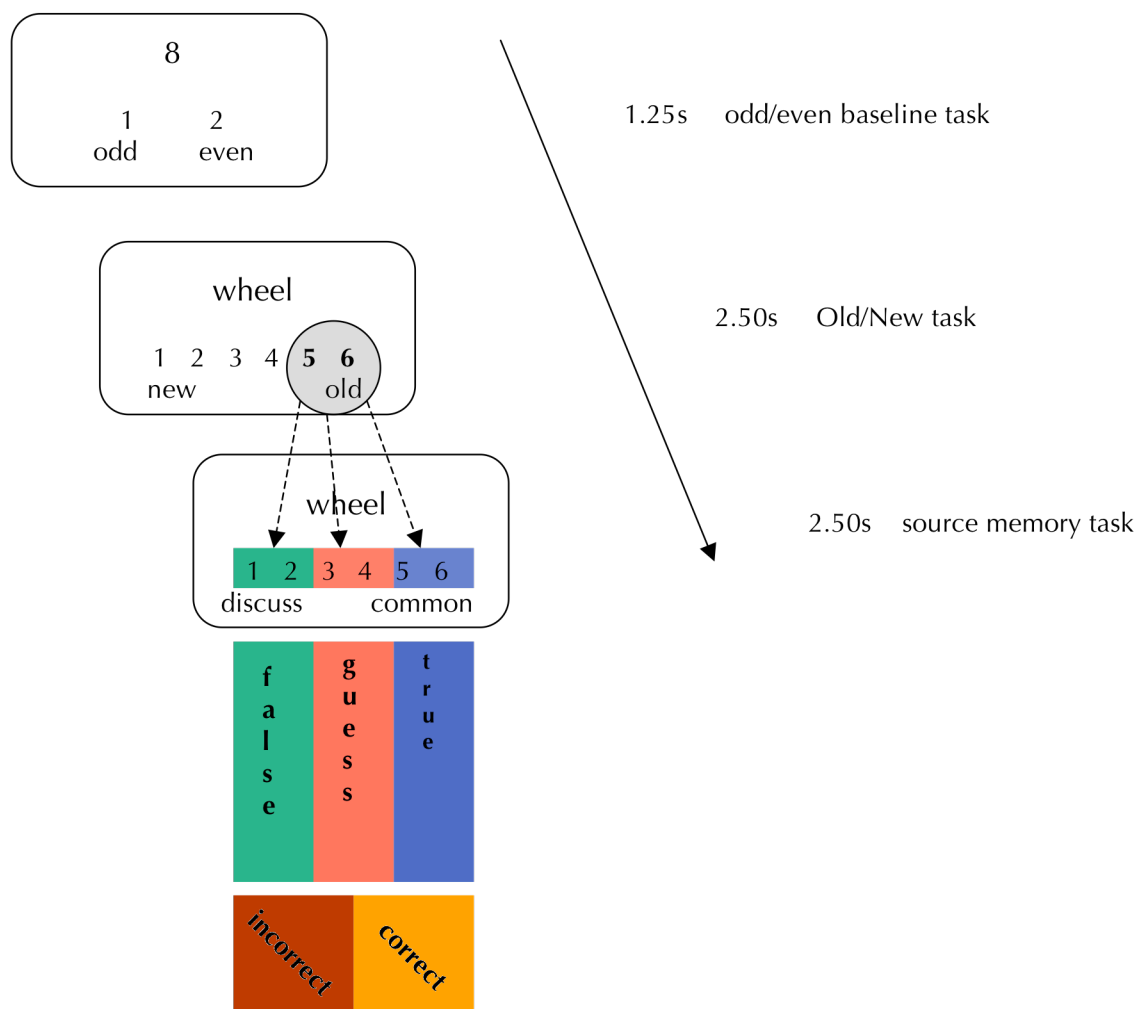 8
1 2
odd even
1.25s odd/even baseline task
wheel
1 2 3 4 5 6
new old
2.50s Old/New task
wheel
1 2 3 4 5 6
discuss common
2.50s source memory task
false
guess
true
incorrect
correct